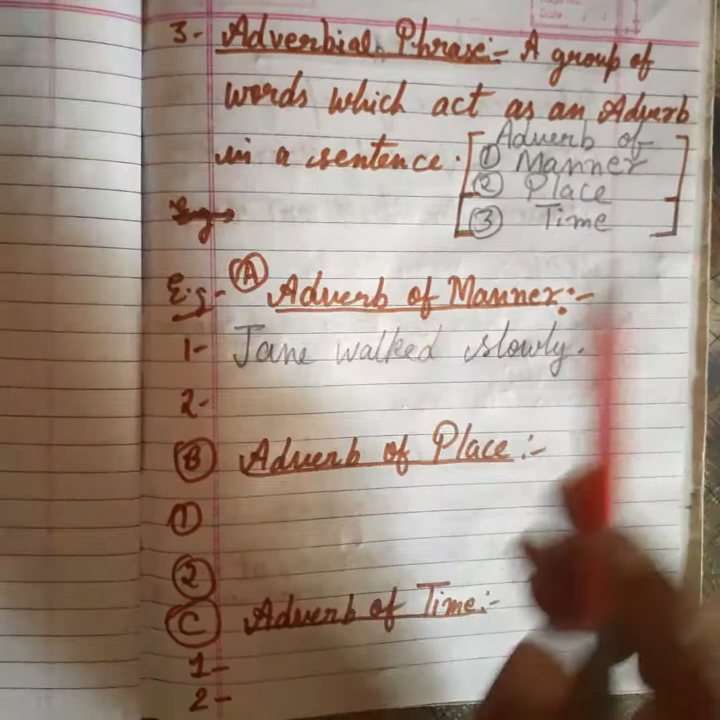 3- Adverbial Phrase:- A group of
words which act as an Adverb
in a sentence.
[Adverb of
① Manner
② Place
③ Time]
E.g- Ⓐ Adverb of Manner:-
1- Jane walked slowly.
2-
Ⓑ Adverb of Place:-
①
②
Ⓒ Adverb of Time:-
1-
2-